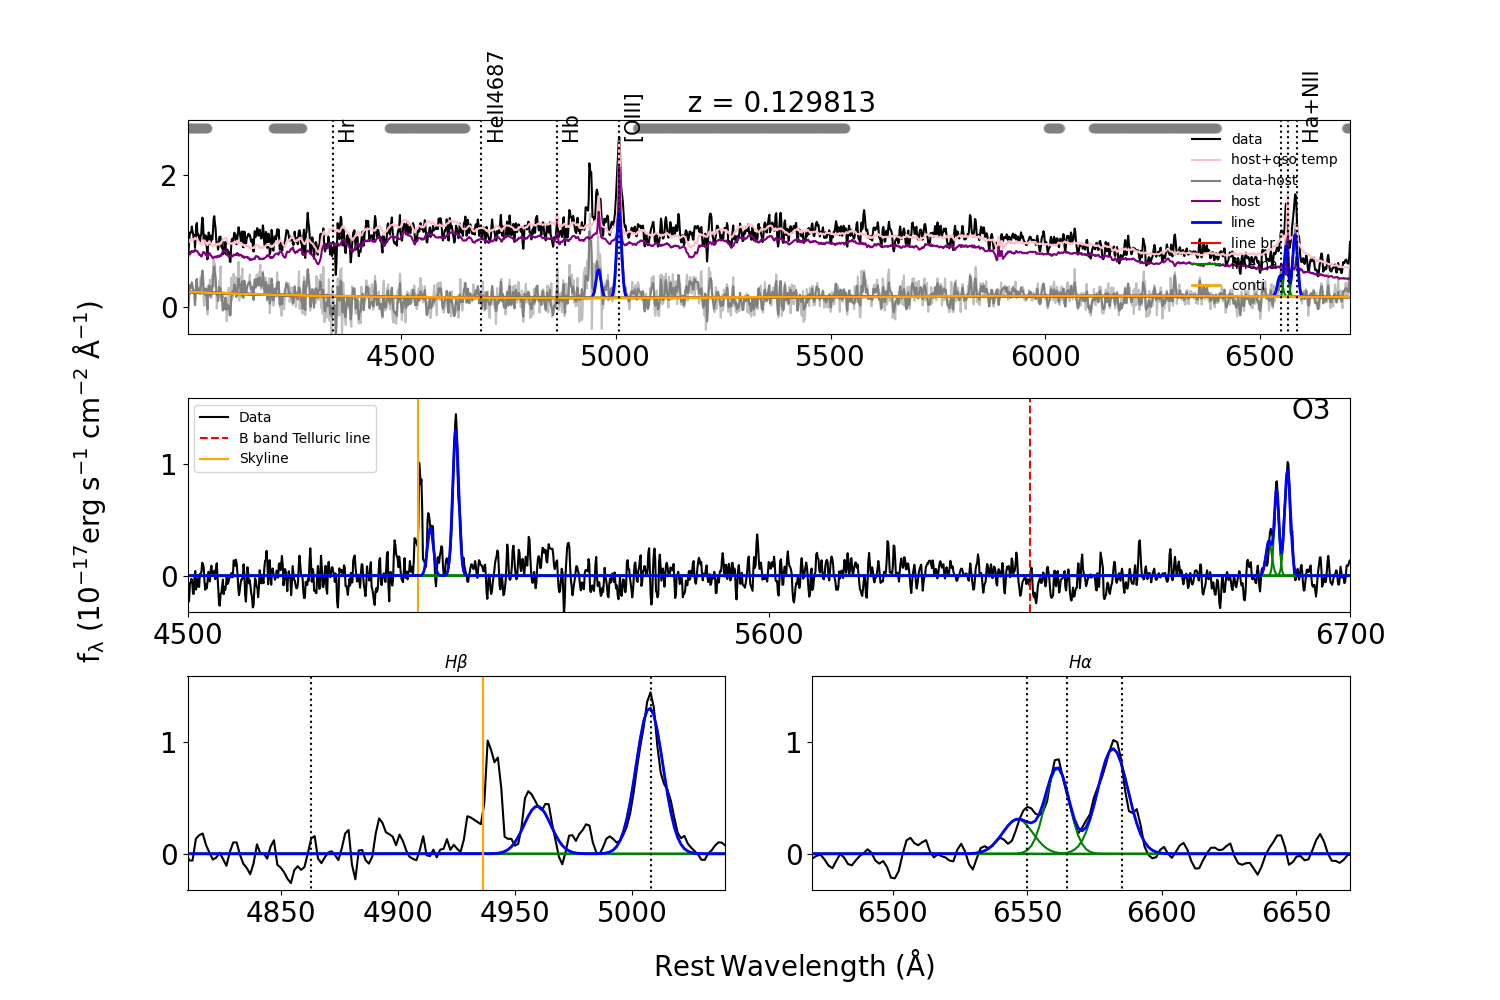 z = 0.129813
Hr
HeII4687
Hb
[OIII]
Ha+NII
data
host+qso temp
data-host
host
line
line br
conti
2
0
4500 5000 5500 6000 6500
O3
Data
B band Telluric line
Skyline
1
0
4500 5600 6700
fλ (10−17erg s−1 cm−2 Å−1)
Hβ
1
0
4850 4900 4950 5000
Hα
1
0
6500 6550 6600 6650
Rest Wavelength (Å)